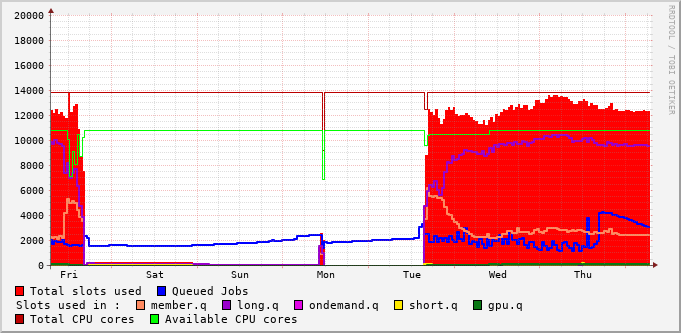 20000
18000
16000
14000
12000
10000
8000
6000
4000
2000
0
Fri Sat Sun Mon Tue Wed Thu
RRDTOOL / TOBI OETIKER
Total slots used Queued Jobs
Slots used in : member.q long.q ondemand.q short.q gpu.q
Total CPU cores Available CPU cores